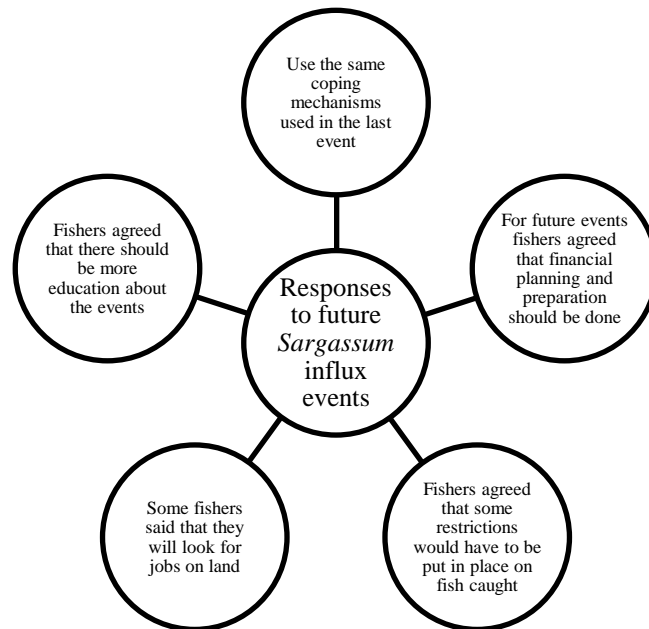 Use the same
coping
mechanisms
used in the last
event
Fishers agreed
that there should
be more
education about
the events
For future events
fishers agreed
that financial
planning and
preparation
should be done
Responses
to future
Sargassum
influx
events
Some fishers
said that they
will look for
jobs on land
Fishers agreed
that some
restrictions
would have to be
put in place on
fish caught